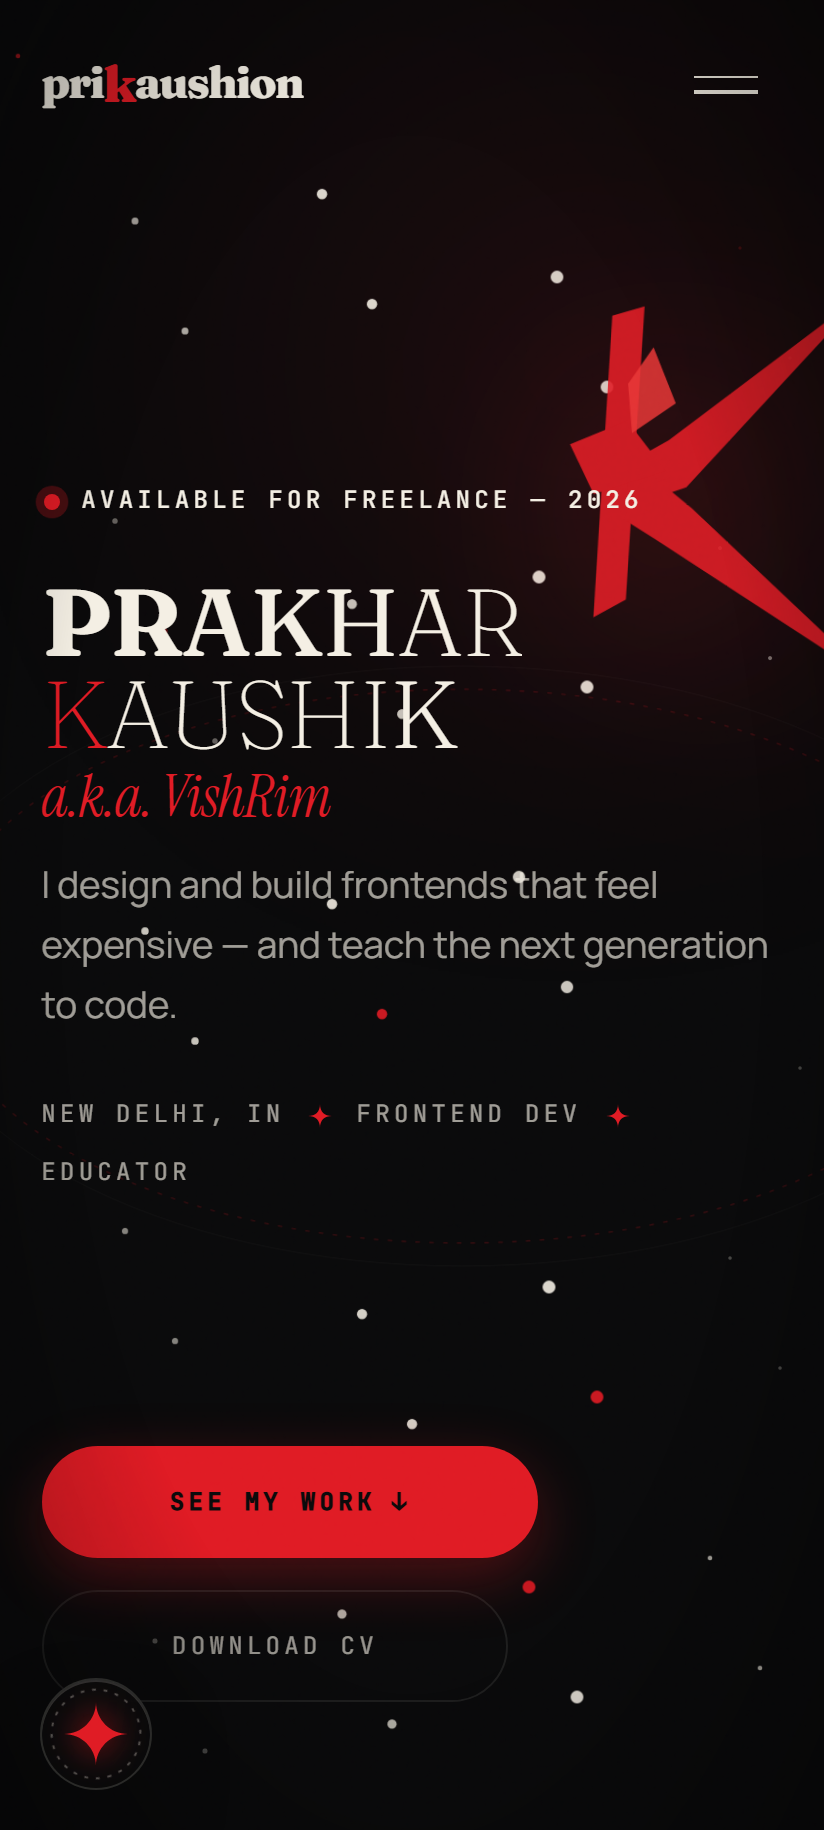 prikaushion
AVAILABLE FOR FREELANCE — 2026
PRAKHAR
KAUSHIK
a.k.a. VishRim
I design and build frontends that feel
expensive — and teach the next generation
to code.
NEW DELHI, IN ✦ FRONTEND DEV ✦
EDUCATOR
SEE MY WORK ↓
DOWNLOAD CV